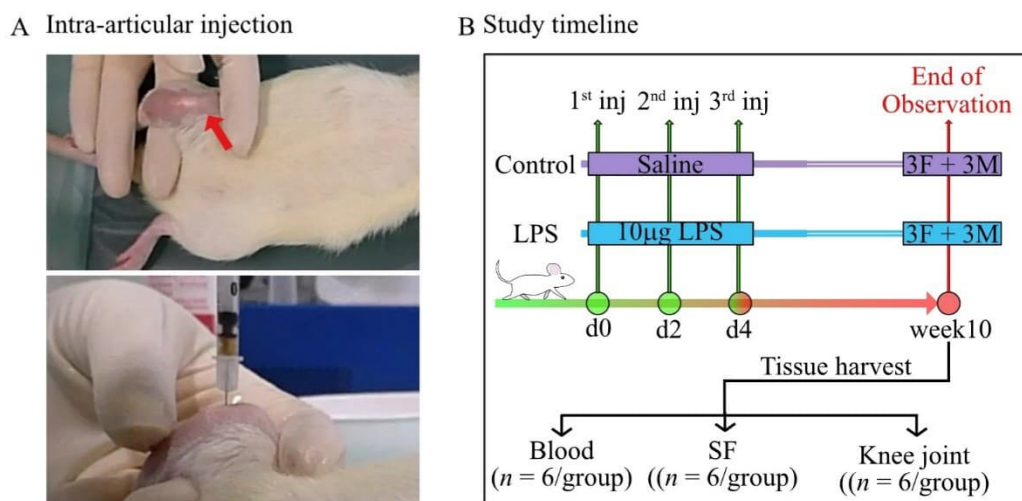 A Intra-articular injection
B Study timeline
1st inj 2nd inj 3rd inj
End of
Observation
Control Saline 3F + 3M
LPS 10μg LPS 3F + 3M
d0 d2 d4 week10
Tissue harvest
Blood SF Knee joint
(n = 6/group) ((n = 6/group) ((n = 6/group)